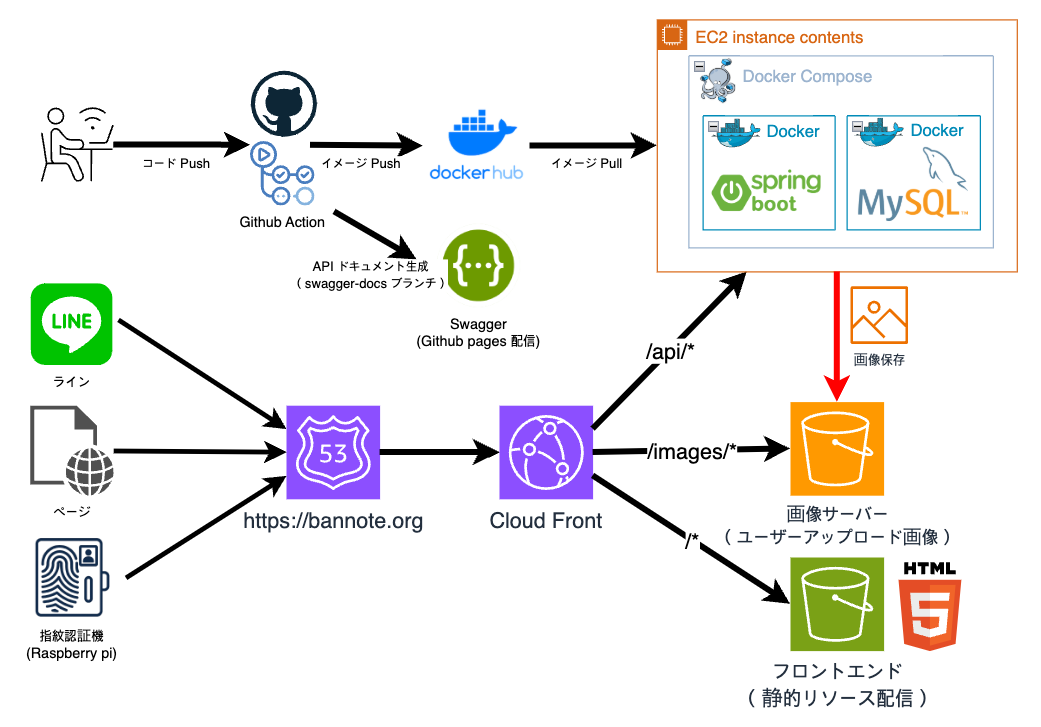 EC2 instance contents
Docker Compose
Docker
Docker
spring
boot
MySQL™
コード Push
イメージ Push
dockerhub
イメージ Pull
Github Action
API ドキュメント生成
( swagger-docs ブランチ )
Swagger
(Github pages 配信)
LINE
ライン
/api/*
画像保存
53
/images/*
ページ
https://bannote.org
Cloud Front
画像サーバー
( ユーザーアップロード画像 )
/*
HTML
5
指紋認証機
(Raspberry pi)
フロントエンド
( 静的リソース配信 )